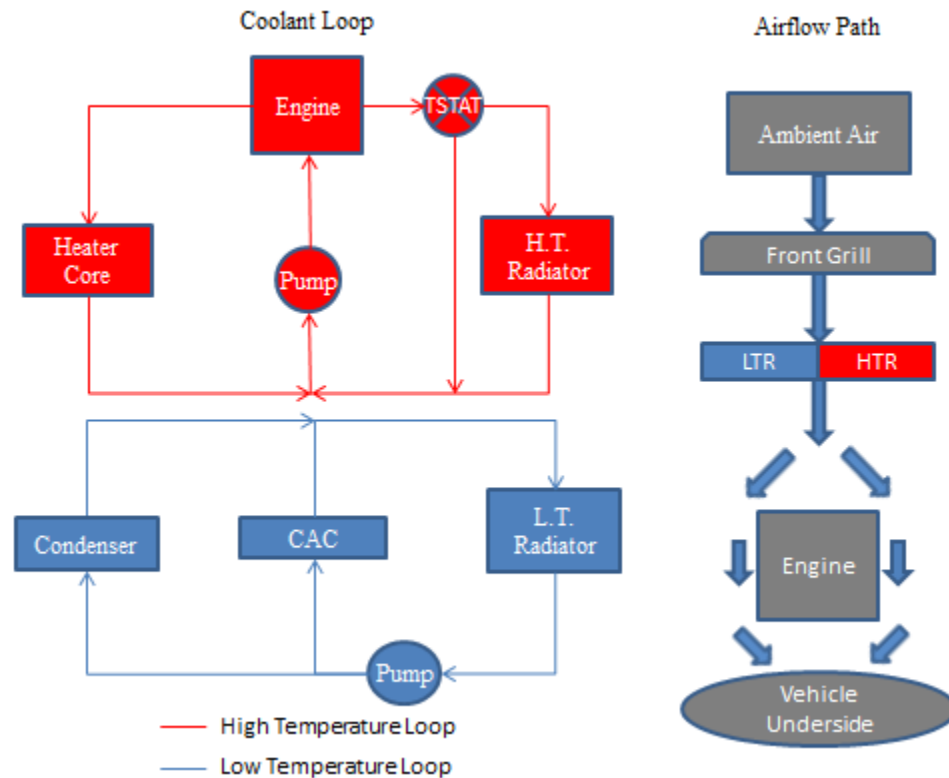 Coolant Loop
Engine
TSTAT
Heater
Core
Pump
H.T.
Radiator
Condenser
CAC
L.T.
Radiator
Pump
High Temperature Loop
Low Temperature Loop
Airflow Path
Ambient Air
Front Grill
LTR
HTR
Engine
Vehicle
Underside